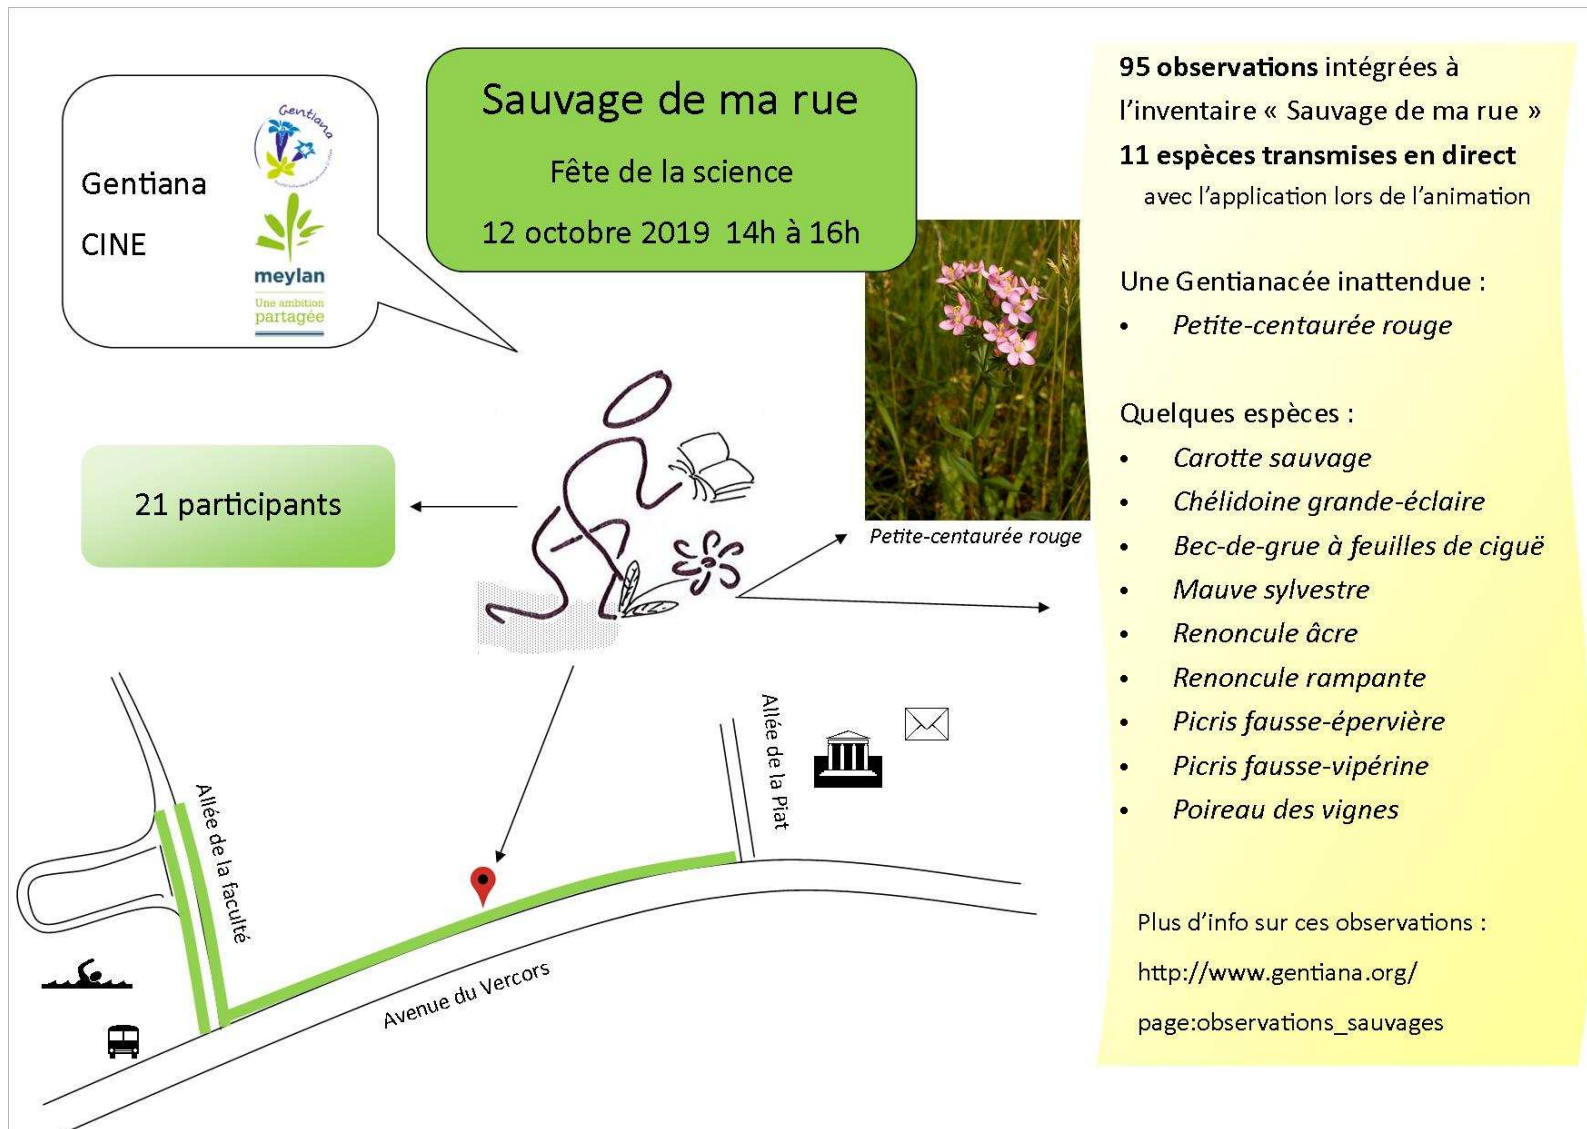 Gentiana
CINE
Gentiana
meylan
Une ambition
partagée
Sauvage de ma rue
Fête de la science
12 octobre 2019 14h à 16h
21 participants
Petite-centaurée rouge
95 observations intégrées à
l’inventaire « Sauvage de ma rue »
11 espèces transmises en direct
avec l’application lors de l’animation
Une Gentianacée inattendue :
• Petite-centaurée rouge
Quelques espèces :
• Carotte sauvage
• Chélidoine grande-éclaire
• Bec-de-grue à feuilles de ciguë
• Mauve sylvestre
• Renoncule âcre
• Renoncule rampante
• Picris fausse-épervière
• Picris fausse-vipérine
• Poireau des vignes
Plus d’info sur ces observations :
http://www.gentiana.org/
page:observations_sauvages
Allée de la faculté
Avenue du Vercors
Allée de la Piat